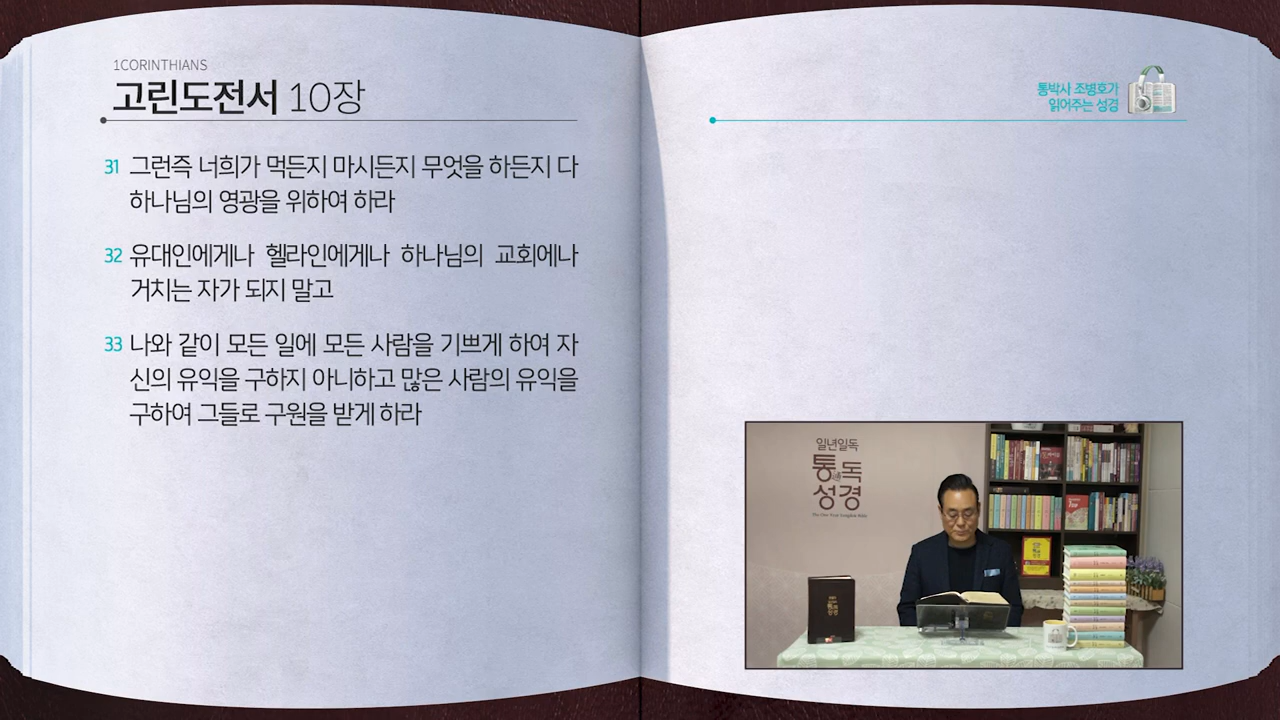 1CORINTHIANS
고린도전서 10장
31 그런즉 너희가 먹든지 마시든지 무엇을 하든지 다
하나님의 영광을 위하여 하라
32 유대인에게나 헬라인에게나 하나님의 교회에나
거치는 자가 되지 말고
33 나와 같이 모든 일에 모든 사람을 기쁘게 하여 자
신의 유익을 구하지 아니하고 많은 사람의 유익을
구하여 그들로 구원을 받게 하라
통박사 조병호가
읽어주는 성경
일년일독
통독
성경
통
성경